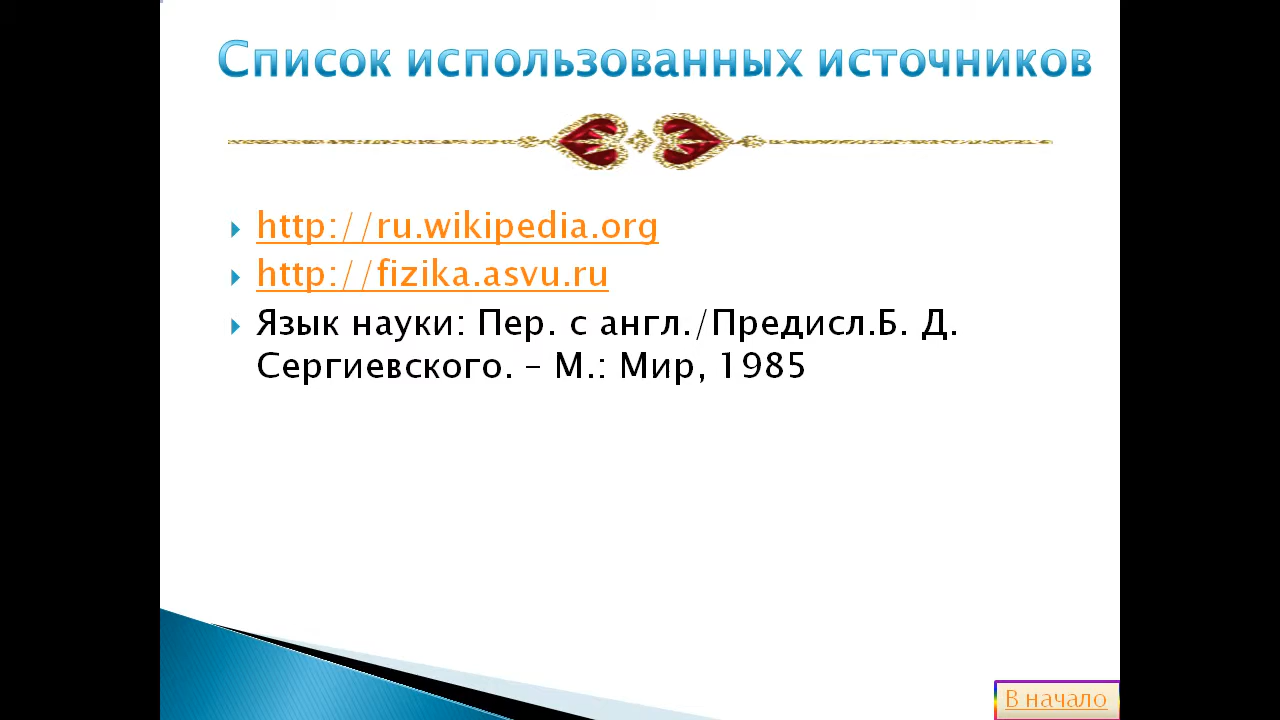 Список использованных источников
http://ru.wikipedia.org
http://fizika.asvu.ru
Язык науки: Пер. с англ./Предисл.Б. Д.
Сергиевского. – М.: Мир, 1985
В начало